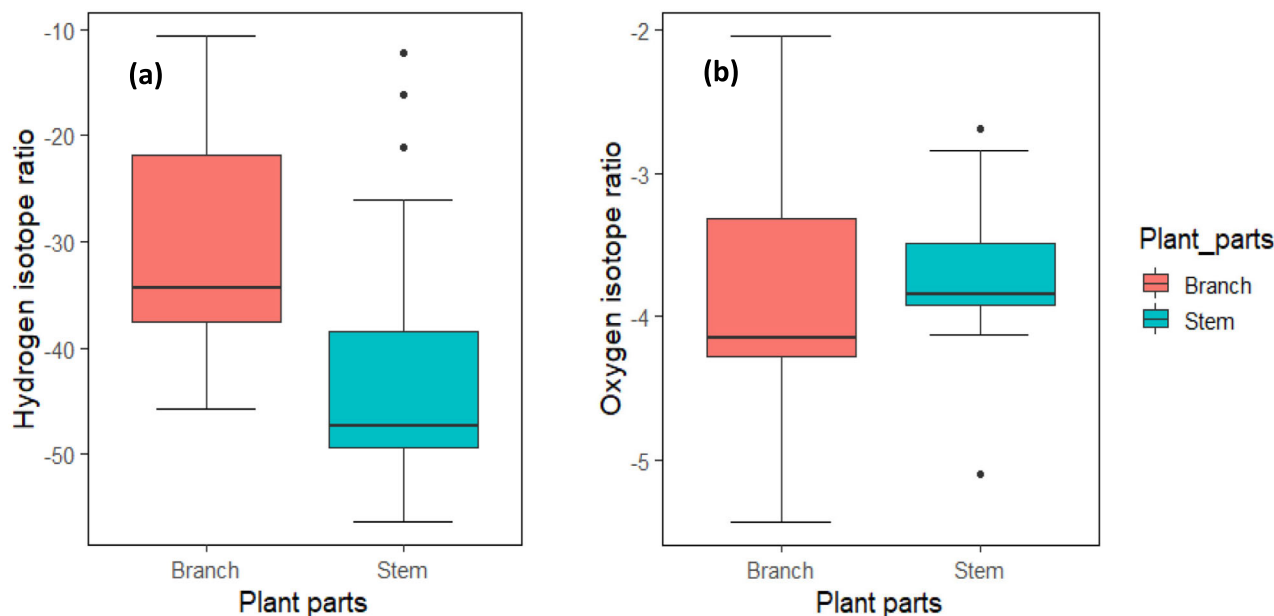 (a)
Hydrogen isotope ratio
-10
-20
-30
-40
-50
Branch Stem
Plant parts
(b)
Oxygen isotope ratio
-2
-3
-4
-5
Branch Stem
Plant parts
Plant_parts
Branch
Stem